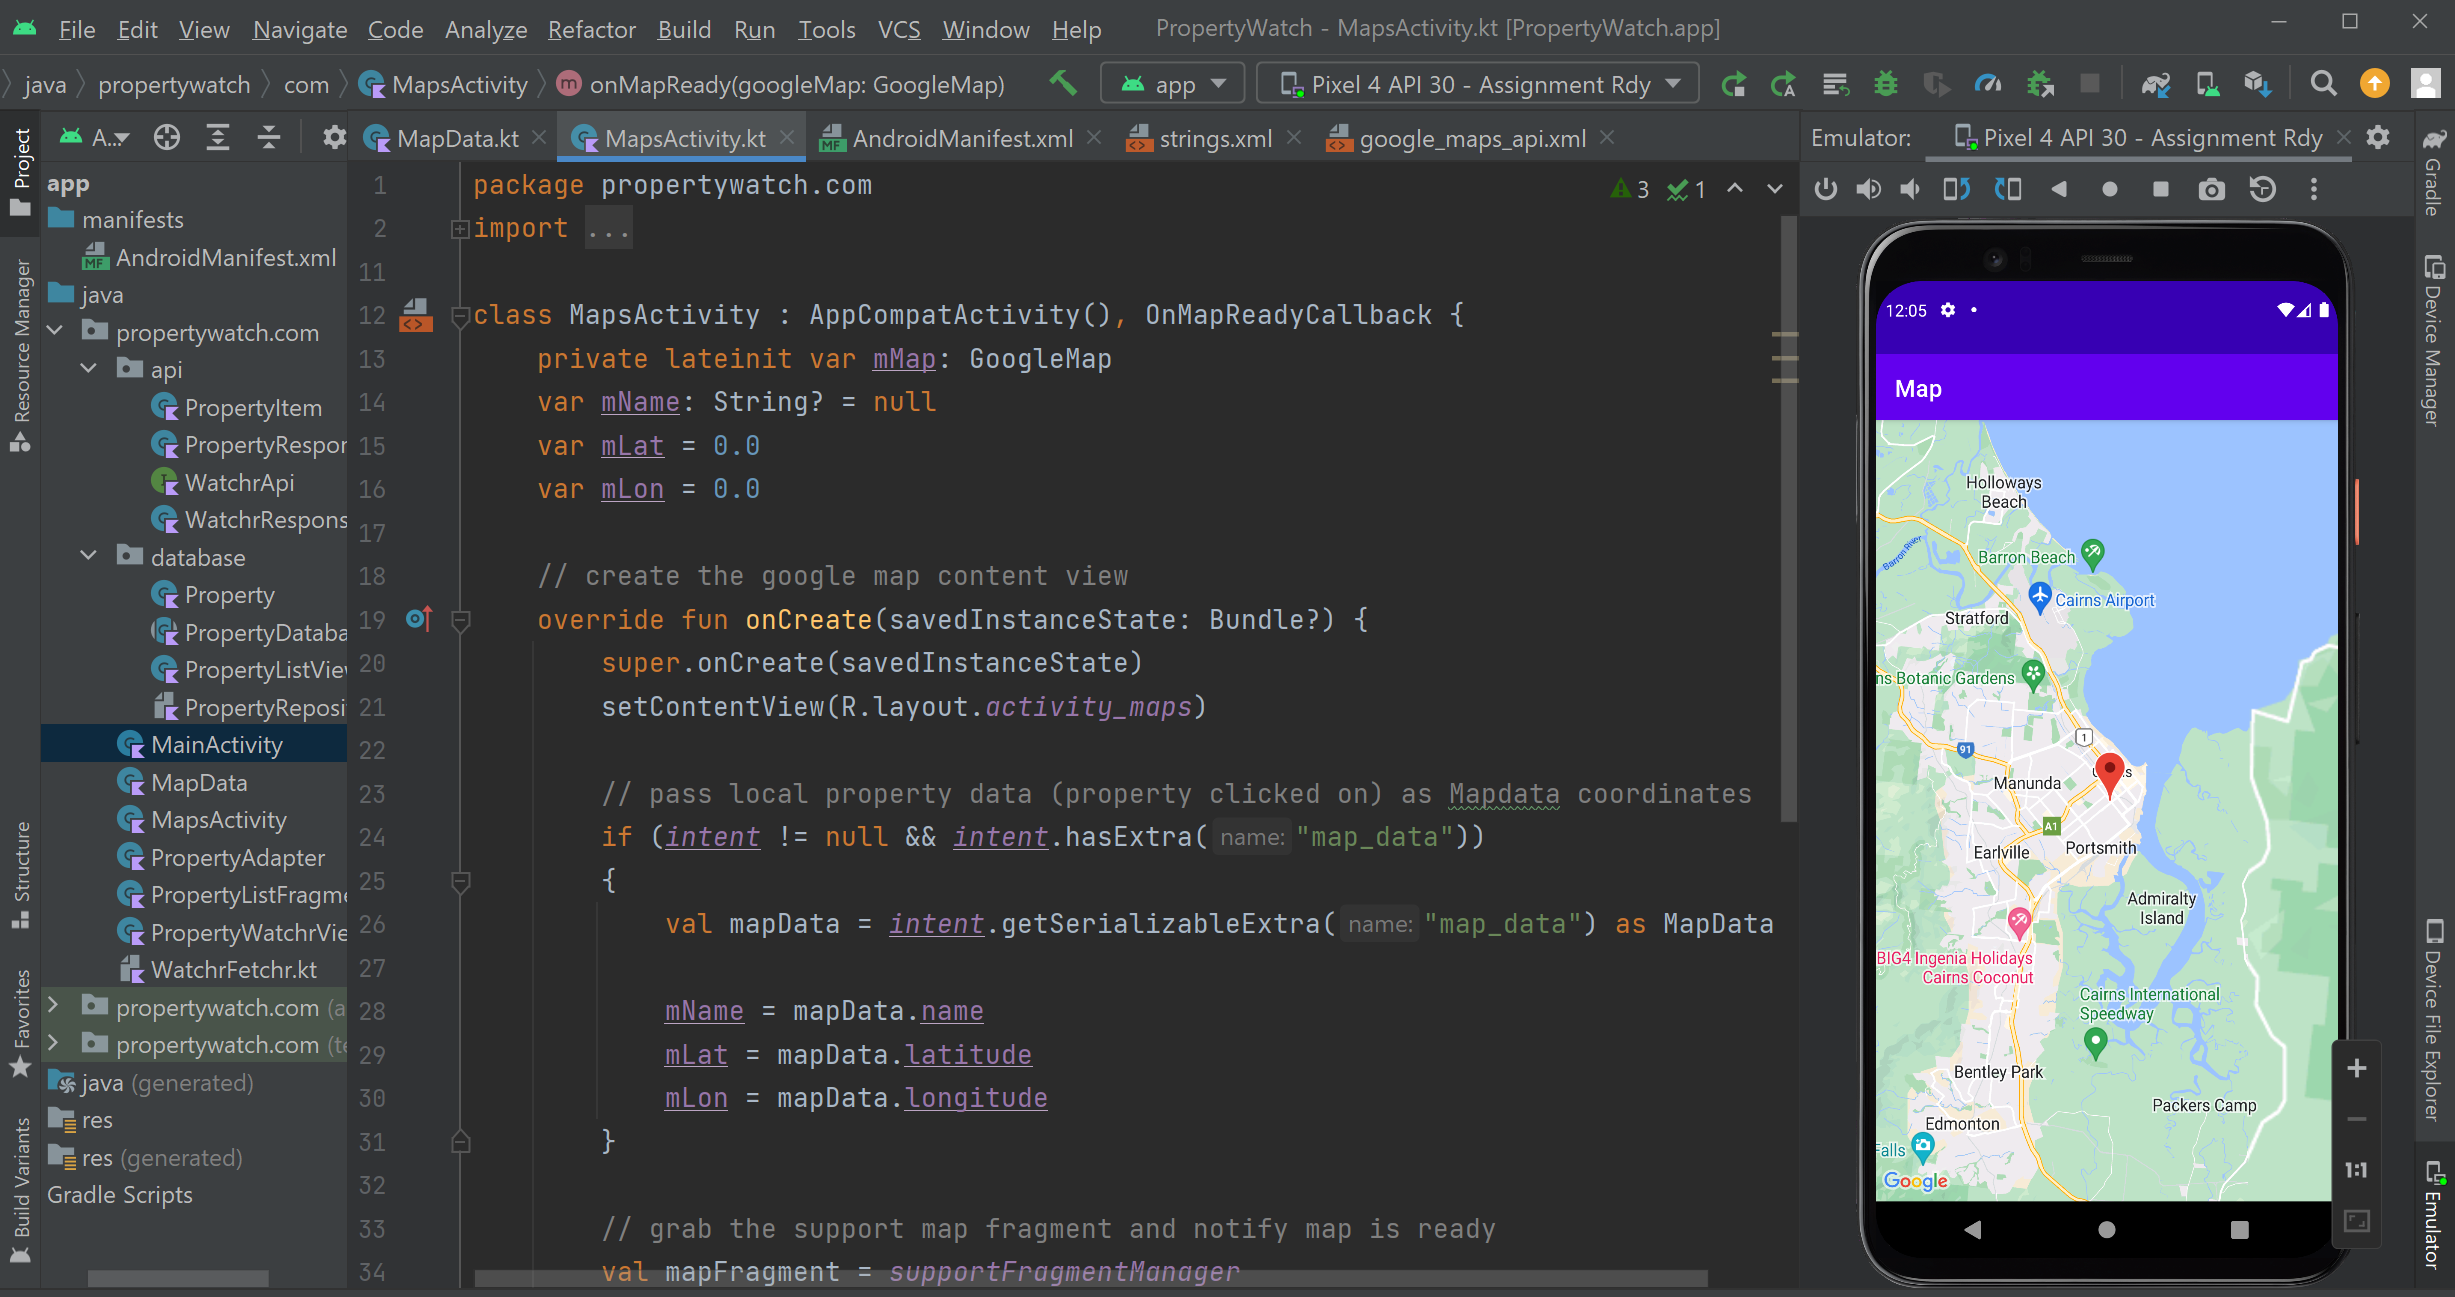 File Edit View Navigate Code Analyze Refactor Build Run Tools VCS Window Help PropertyWatch - MapsActivity.kt [PropertyWatch.app]
java propertywatch com MapsActivity m onMapReady(googleMap: GoogleMap) app Pixel 4 API 30 - Assignment Rdy
A... MapData.kt MapsActivity.kt AndroidManifest.xml strings.xml google_maps_api.xml Emulator: Pixel 4 API 30 - Assignment Rdy
Project
Resource Manager
Structure
Favorites
Build Variants
app
manifests
AndroidManifest.xml
java
propertywatch.com
api
PropertyItem
PropertyRespor
WatchrApi
WatchrRespons
database
Property
PropertyDataba
PropertyListVie
PropertyReposi
MainActivity
MapData
MapsActivity
PropertyAdapter
PropertyListFragme
PropertyWatchrVie
WatchrFetchr.kt
propertywatch.com (a
propertywatch.com (te
java (generated)
res
res (generated)
Gradle Scripts
3 1
1 package propertywatch.com
2 import ...
11
12 class MapsActivity : AppCompatActivity(), OnMapReadyCallback {
13 private lateinit var mMap: GoogleMap
14 var mName: String? = null
15 var mLat = 0.0
16 var mLon = 0.0
17
18 // create the google map content view
19 override fun onCreate(savedInstanceState: Bundle?) {
20 super.onCreate(savedInstanceState)
21 setContentView(R.layout.activity_maps)
22
23 // pass local property data (property clicked on) as Mapdata coordinates
24 if (intent != null && intent.hasExtra( name: "map_data"))
25 {
26 val mapData = intent.getSerializableExtra( name: "map_data") as MapData
27
28 mName = mapData.name
29 mLat = mapData.latitude
30 mLon = mapData.longitude
31 }
32
33 // grab the support map fragment and notify map is ready
34 val mapFragment = supportFragmentManager
12:05
Map
Holloways
Beach
Barron River
Barron Beach
Cairns Airport
Stratford
ns Botanic Gardens
1
91
Manunda
A1
Earlville
Portsmith
Admiralty
Island
BIG4 Ingenia Holidays
Cairns Coconut
Cairns International
Speedway
Bentley Park
Packers Camp
Edmonton
Falls
Google
1:1
Gradle
Device Manager
Device File Explorer
Emulator